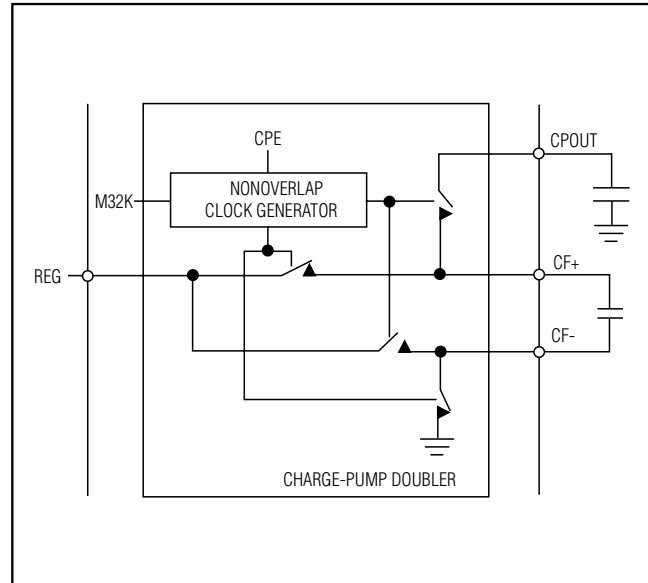 CPE
CPOUT
NONOVERLAP
CLOCK GENERATOR
M32K
REG
CF+
CF-
CHARGE-PUMP DOUBLER